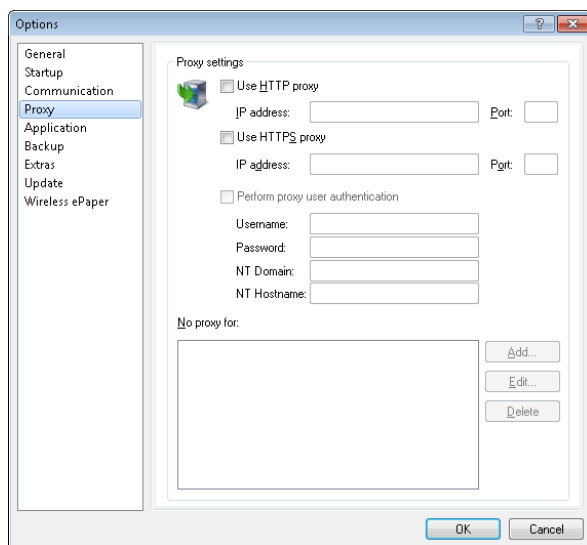 Options
General
Startup
Communication
Proxy
Application
Backup
Extras
Update
Wireless ePaper
Proxy settings
Use HTTP proxy
IP address: Port:
Use HTTPS proxy
IP address: Port:
Perform proxy user authentication
Username:
Password:
NT Domain:
NT Hostname:
No proxy for:
Add...
Edit...
Delete
OK Cancel